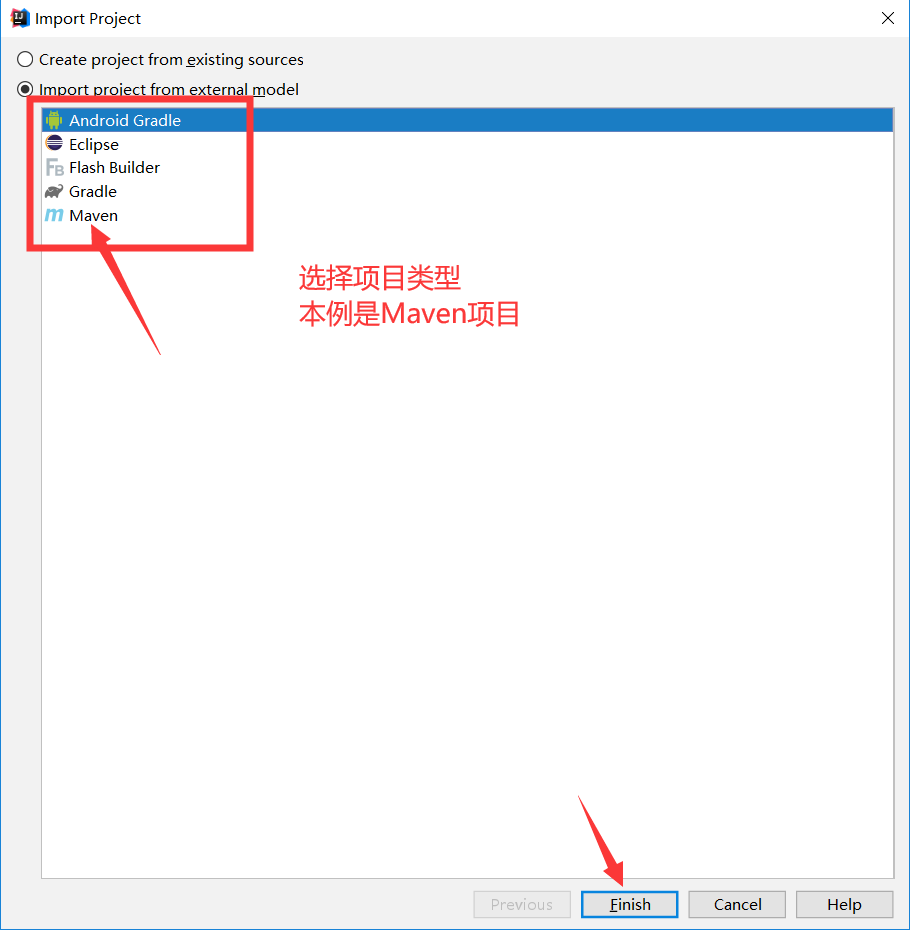 Import Project
Create project from existing sources
Import project from external model
Android Gradle
Eclipse
FB Flash Builder
Gradle
m Maven
选择项目类型
本例是Maven项目
Previous
Finish
Cancel
Help